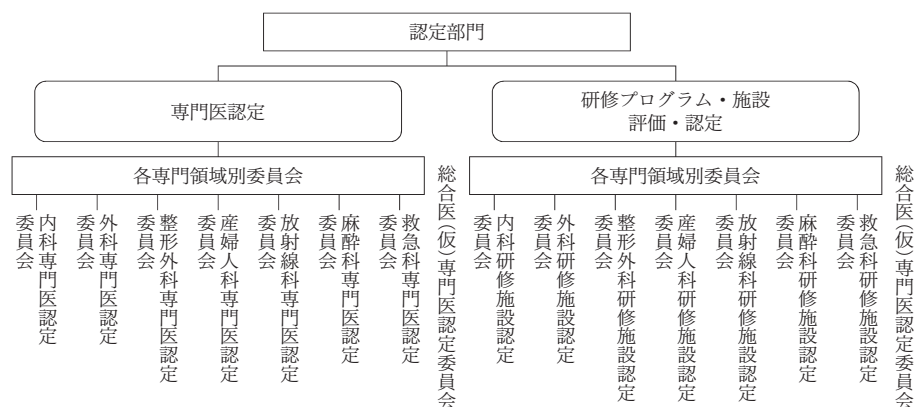 認定部門
専門医認定
研修プログラム・施設
評価・認定
各専門領域別委員会
各専門領域別委員会
内科専門医認定
委員会
外科専門医認定
委員会
整形外科専門医認定
委員会
産婦人科専門医認定
委員会
放射線科専門医認定
委員会
麻酔科専門医認定
委員会
救急科専門医認定
委員会
総合医(仮)専門医認定委員会
内科研修施設認定
委員会
外科研修施設認定
委員会
整形外科研修施設認定
委員会
産婦人科研修施設認定
委員会
放射線科研修施設認定
委員会
麻酔科研修施設認定
委員会
救急科研修施設認定
委員会
総合医(仮)専門医認定委員会